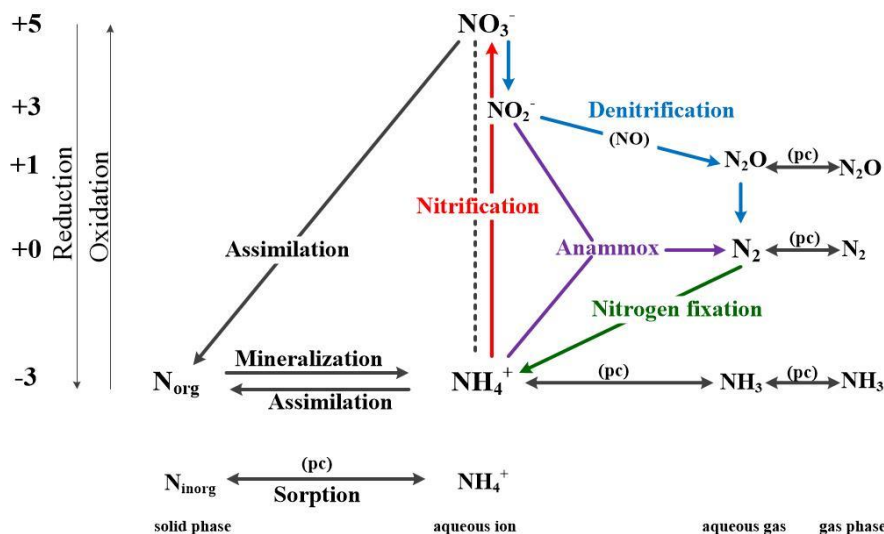 +5
NO₃⁻
+3
NO₂⁻
Denitrification
(NO)
+1
N₂O
(pc)
N₂O
Reduction
Oxidation
Nitrification
+0
Assimilation
Anammox
N₂
(pc)
N₂
Nitrogen fixation
Mineralization
-3
N_org
NH₄⁺
(pc)
NH₃
(pc)
NH₃
Assimilation
N_inorg
(pc)
Sorption
NH₄⁺
solid phase
aqueous ion
aqueous gas
gas phase